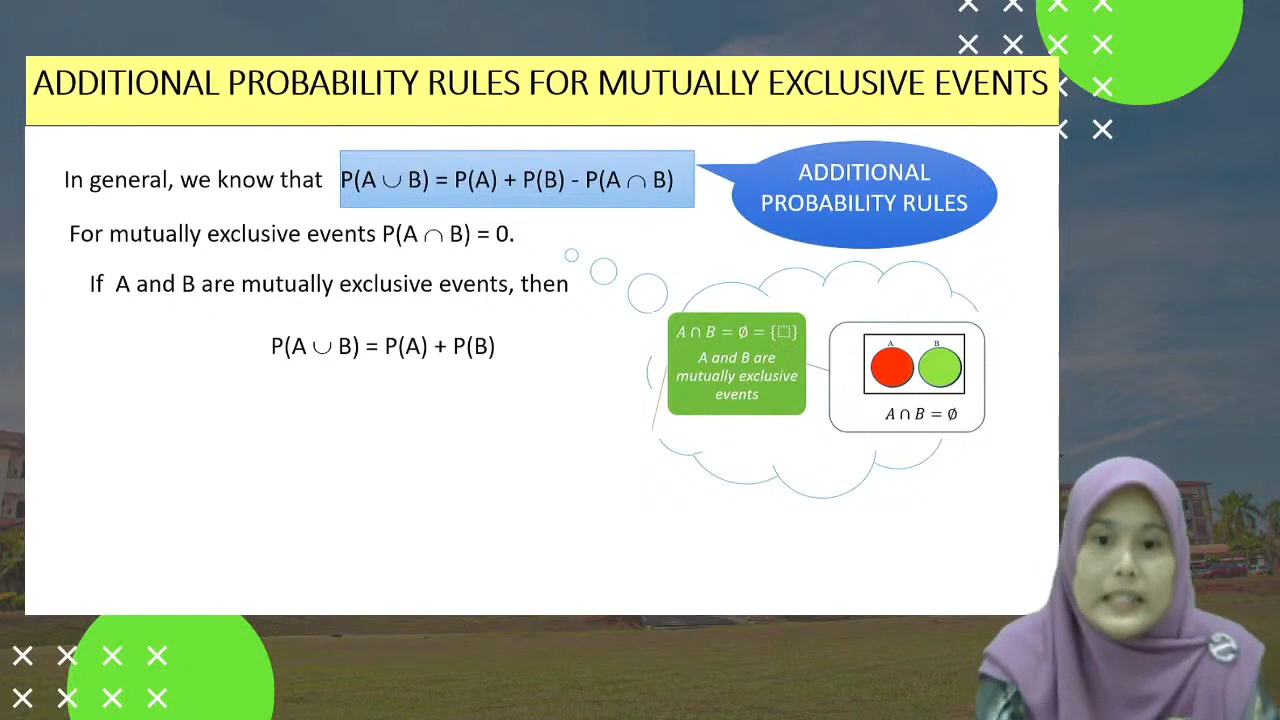 ADDITIONAL PROBABILITY RULES FOR MUTUALLY EXCLUSIVE EVENTS
In general, we know that P(A ∪ B) = P(A) + P(B) - P(A ∩ B)
ADDITIONAL
PROBABILITY RULES
For mutually exclusive events P(A ∩ B) = 0.
If A and B are mutually exclusive events, then
P(A ∪ B) = P(A) + P(B)
A ∩ B = ∅ = {⬚}
A and B are
mutually exclusive
events
A B
A ∩ B = ∅